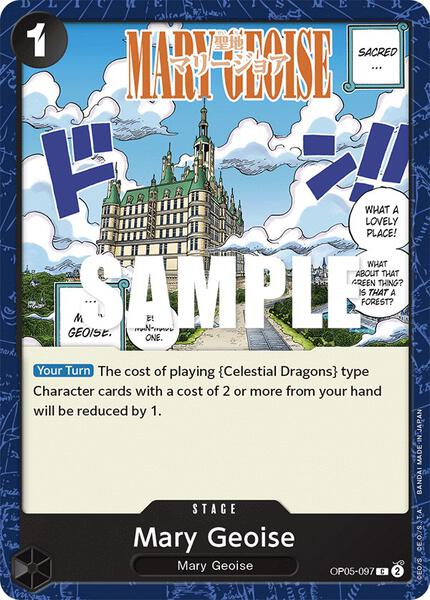 1
MARY GEOISE
聖地
マリージョア
SACRED
...
ドン!!
WHAT A
LOVELY
PLACE!
WHAT
ABOUT THAT
GREEN THING?
IS THAT A
FOREST?
SAMPLE
...
GEOISE.
ONE.
Your Turn The cost of playing {Celestial Dragons} type
Character cards with a cost of 2 or more from your hand
will be reduced by 1.
STAGE
Mary Geoise
Mary Geoise
OP05-097 C 2
©E.O/S. ©E.O/S.,T.A. BANDAI MADE IN JAPAN